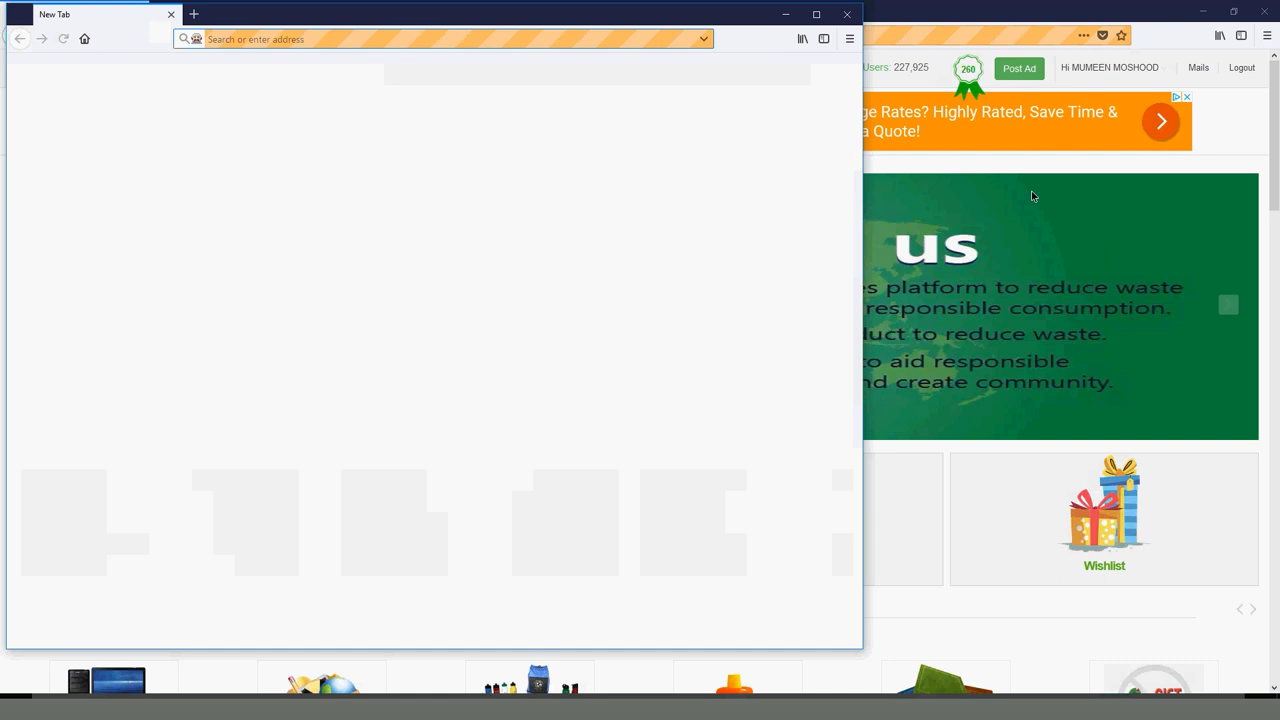 New Tab
Search or enter address
Users: 227,925
260
Post Ad
Hi MUMEEN MOSHOOD
Mails
Logout
ge Rates? Highly Rated, Save Time &
a Quote!
us
es platform to reduce waste
responsible consumption.
duct to reduce waste.
to aid responsible
nd create community.
Wishlist